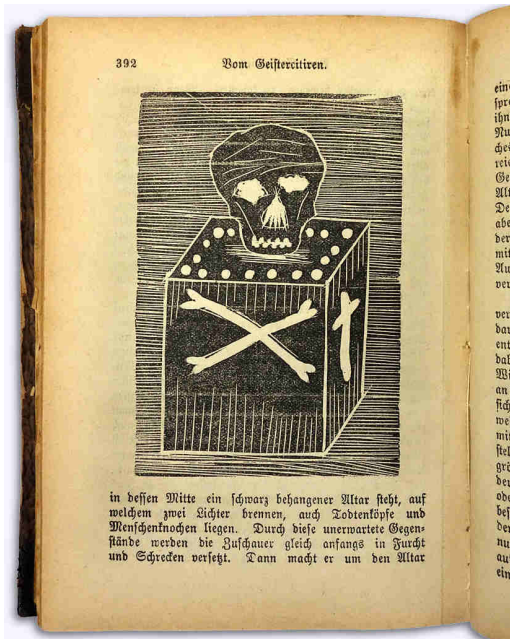 392
Vom Geistercitiren.
in dessen Mitte ein schwarz behangener Altar steht, auf
welchem zwei Lichter brennen, auch Todtenköpfe und
Menschenknochen liegen. Durch diese unerwartete Gegen-
stände werden die Zuschauer gleich anfangs in Furcht
und Schrecken versetzt. Dann macht er um den Altar